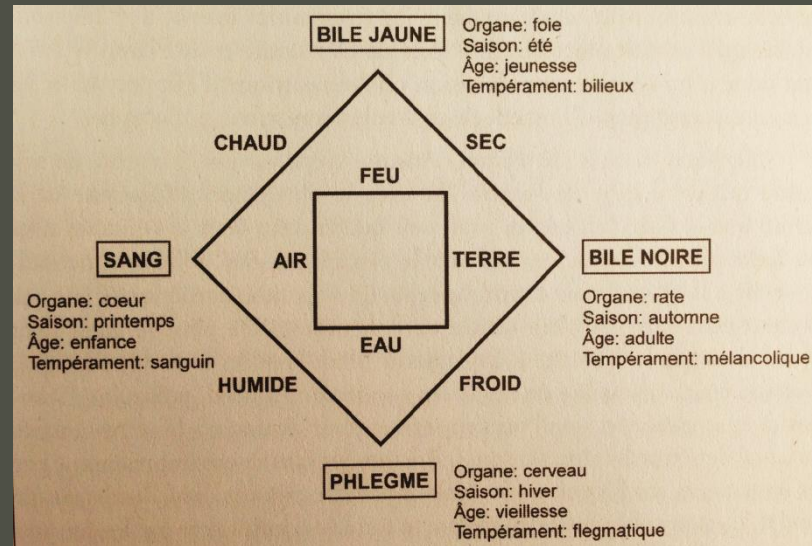 BILE JAUNE
Organe: foie
Saison: été
Âge: jeunesse
Tempérament: bilieux
CHAUD
SEC
FEU
SANG
AIR
TERRE
BILE NOIRE
Organe: coeur
Saison: printemps
Âge: enfance
Tempérament: sanguin
Organe: rate
Saison: automne
Âge: adulte
Tempérament: mélancolique
EAU
HUMIDE
FROID
PHLEGME
Organe: cerveau
Saison: hiver
Âge: vieillesse
Tempérament: flegmatique